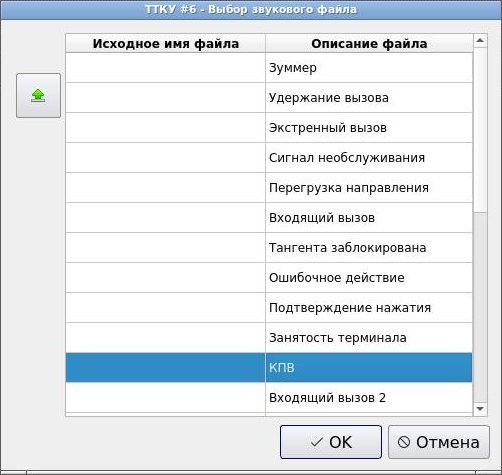 ТТКУ #6 - Выбор звукового файла
Исходное имя файла Описание файла
Зуммер
Удержание вызова
Экстренный вызов
Сигнал необслуживания
Перегрузка направления
Входящий вызов
Тангента заблокирована
Ошибочное действие
Подтверждение нажатия
Занятость терминала
КПВ
Входящий вызов 2
OK Отмена